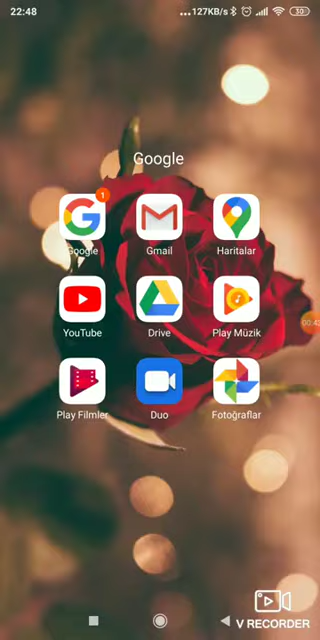 22:48
...127KB/s
30
Google
1
Google
Gmail
Haritalar
YouTube
Drive
Play Müzik
Play Filmler
Duo
Fotoğraflar
V RECORDER